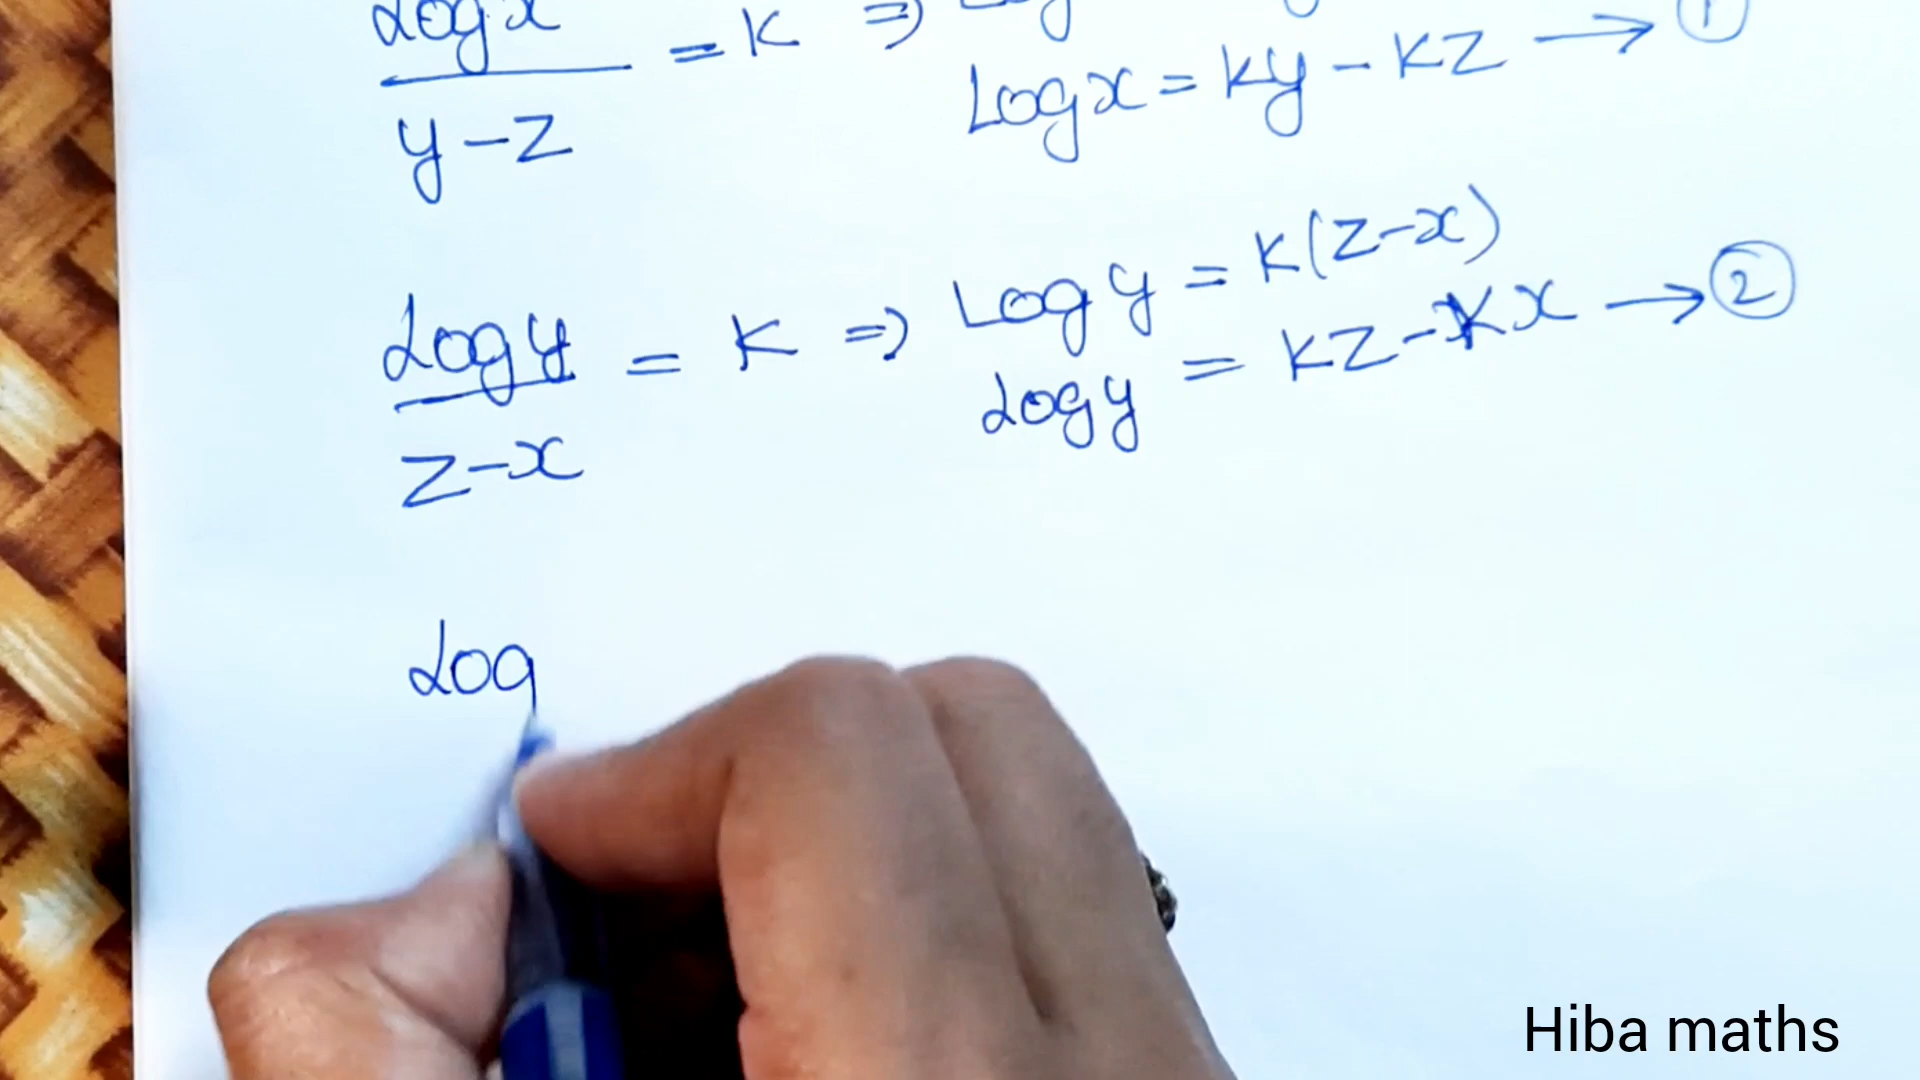 Log x / y-z = K ⇒
Log x = Ky - KZ → ①
Log y / z-x = K ⇒ Log y = K(z-x)
Log y = KZ - Kx → ②
Log
Hiba maths